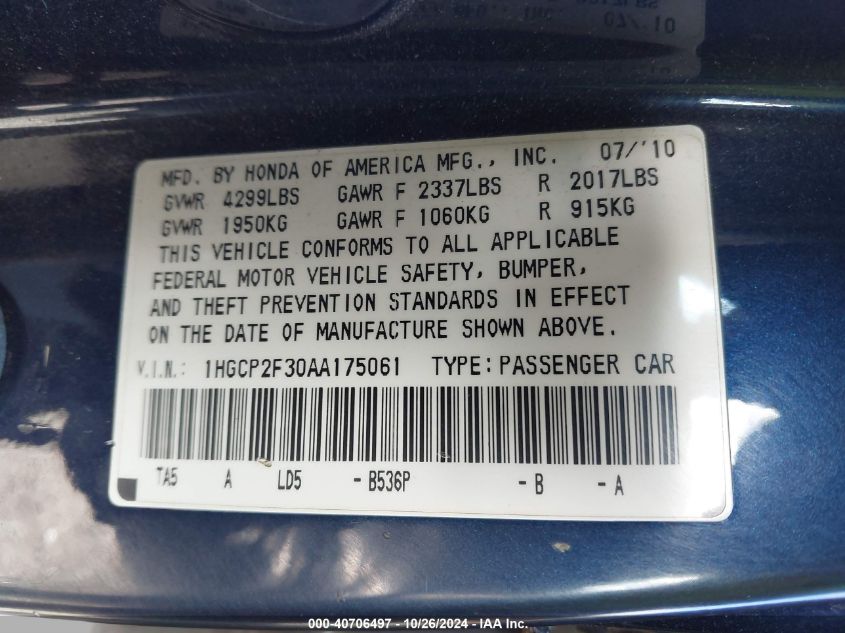 07/'10
MFD. BY HONDA OF AMERICA MFG., INC. 07/'10
GVWR 4299LBS GAWR F 2337LBS R 2017LBS
GVWR 1950KG GAWR F 1060KG R 915KG
THIS VEHICLE CONFORMS TO ALL APPLICABLE
FEDERAL MOTOR VEHICLE SAFETY, BUMPER,
AND THEFT PREVENTION STANDARDS IN EFFECT
ON THE DATE OF MANUFACTURE SHOWN ABOVE.
V.I.N.: 1HGCP2F30AA175061 TYPE:PASSENGER CAR
TA5 A LD5 -B536P -B -A
000-40706497 - 10/26/2024 - IAA Inc.